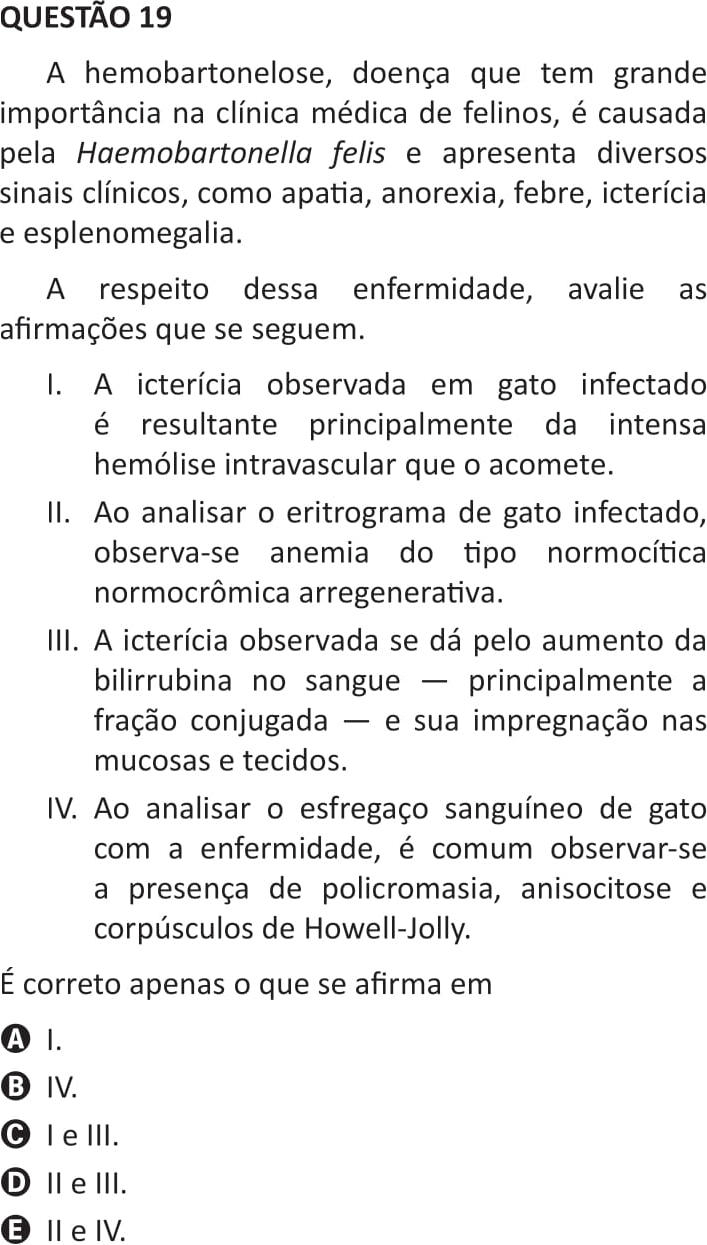 QUESTÃO 19
A hemobartonelose, doença que tem grande
importância na clínica médica de felinos, é causada
pela Haemobartonella felis e apresenta diversos
sinais clínicos, como apatia, anorexia, febre, icterícia
e esplenomegalia.
A respeito dessa enfermidade, avalie as
afirmações que se seguem.
I. A icterícia observada em gato infectado
é resultante principalmente da intensa
hemólise intravascular que o acomete.
II. Ao analisar o eritrograma de gato infectado,
observa-se anemia do tipo normocítica
normocrômica arregenerativa.
III. A icterícia observada se dá pelo aumento da
bilirrubina no sangue — principalmente a
fração conjugada — e sua impregnação nas
mucosas e tecidos.
IV. Ao analisar o esfregaço sanguíneo de gato
com a enfermidade, é comum observar-se
a presença de policromasia, anisocitose e
corpúsculos de Howell-Jolly.
É correto apenas o que se afirma em
A I.
B IV.
C I e III.
D II e III.
E II e IV.